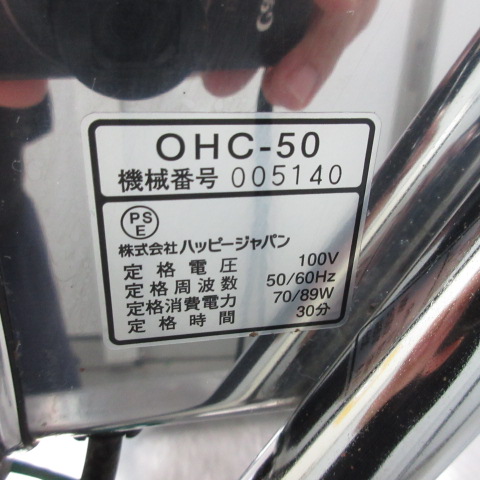 OHC-50
機械番号 005140
PSE
株式会社ハッピージャパン
定格電圧 100V
定格周波数 50/60Hz
定格消費電力 70/89W
定格時間 30分